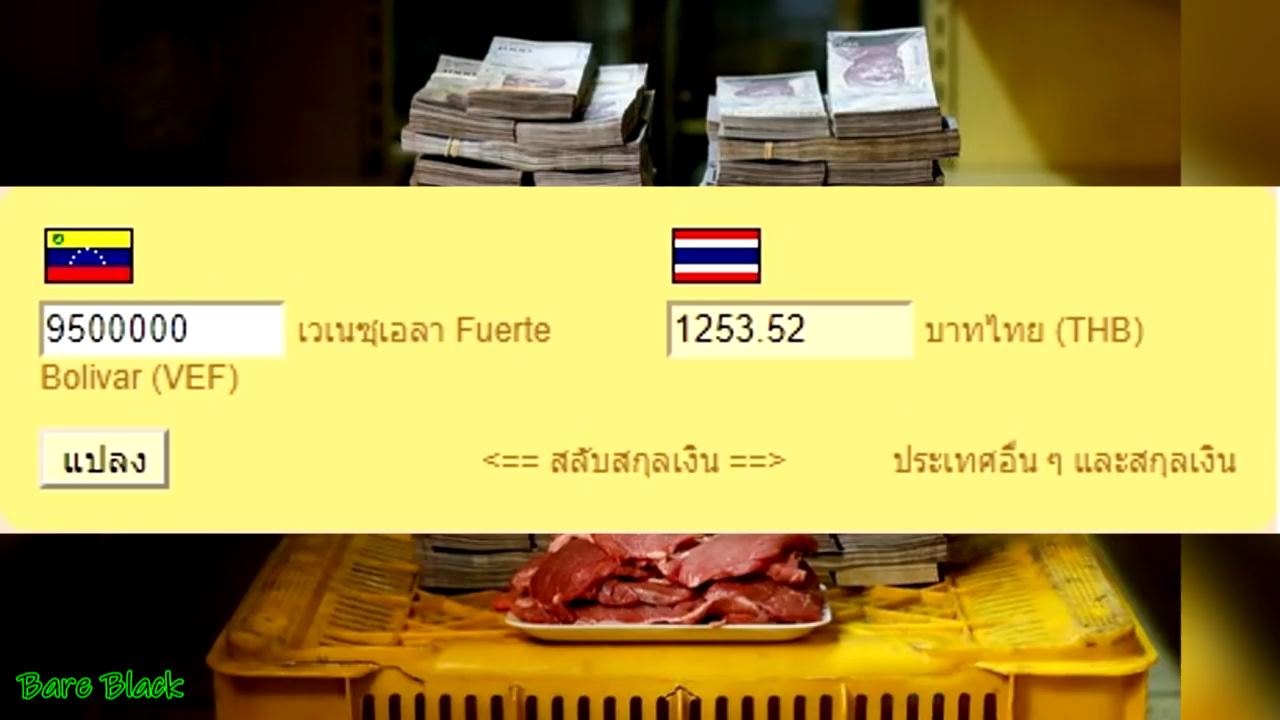 1000
9500000 เวเนซุเอลา Fuerte
Bolivar (VEF)
1253.52 บาทไทย (THB)
แปลง
<== สลับสกุลเงิน ==>
ประเทศอื่น ๆ และสกุลเงิน
Bare Black